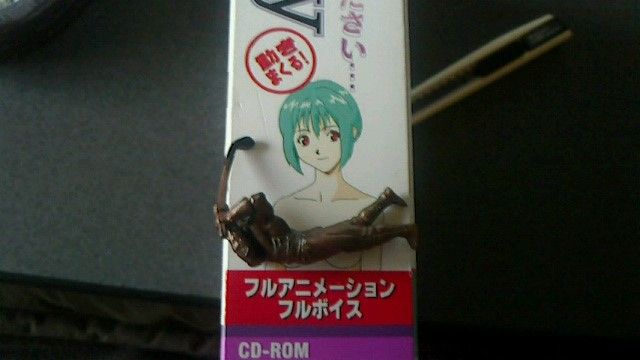 ださい…
y
動き
まくる!
フルアニメーション
フルボイス
CD-ROM